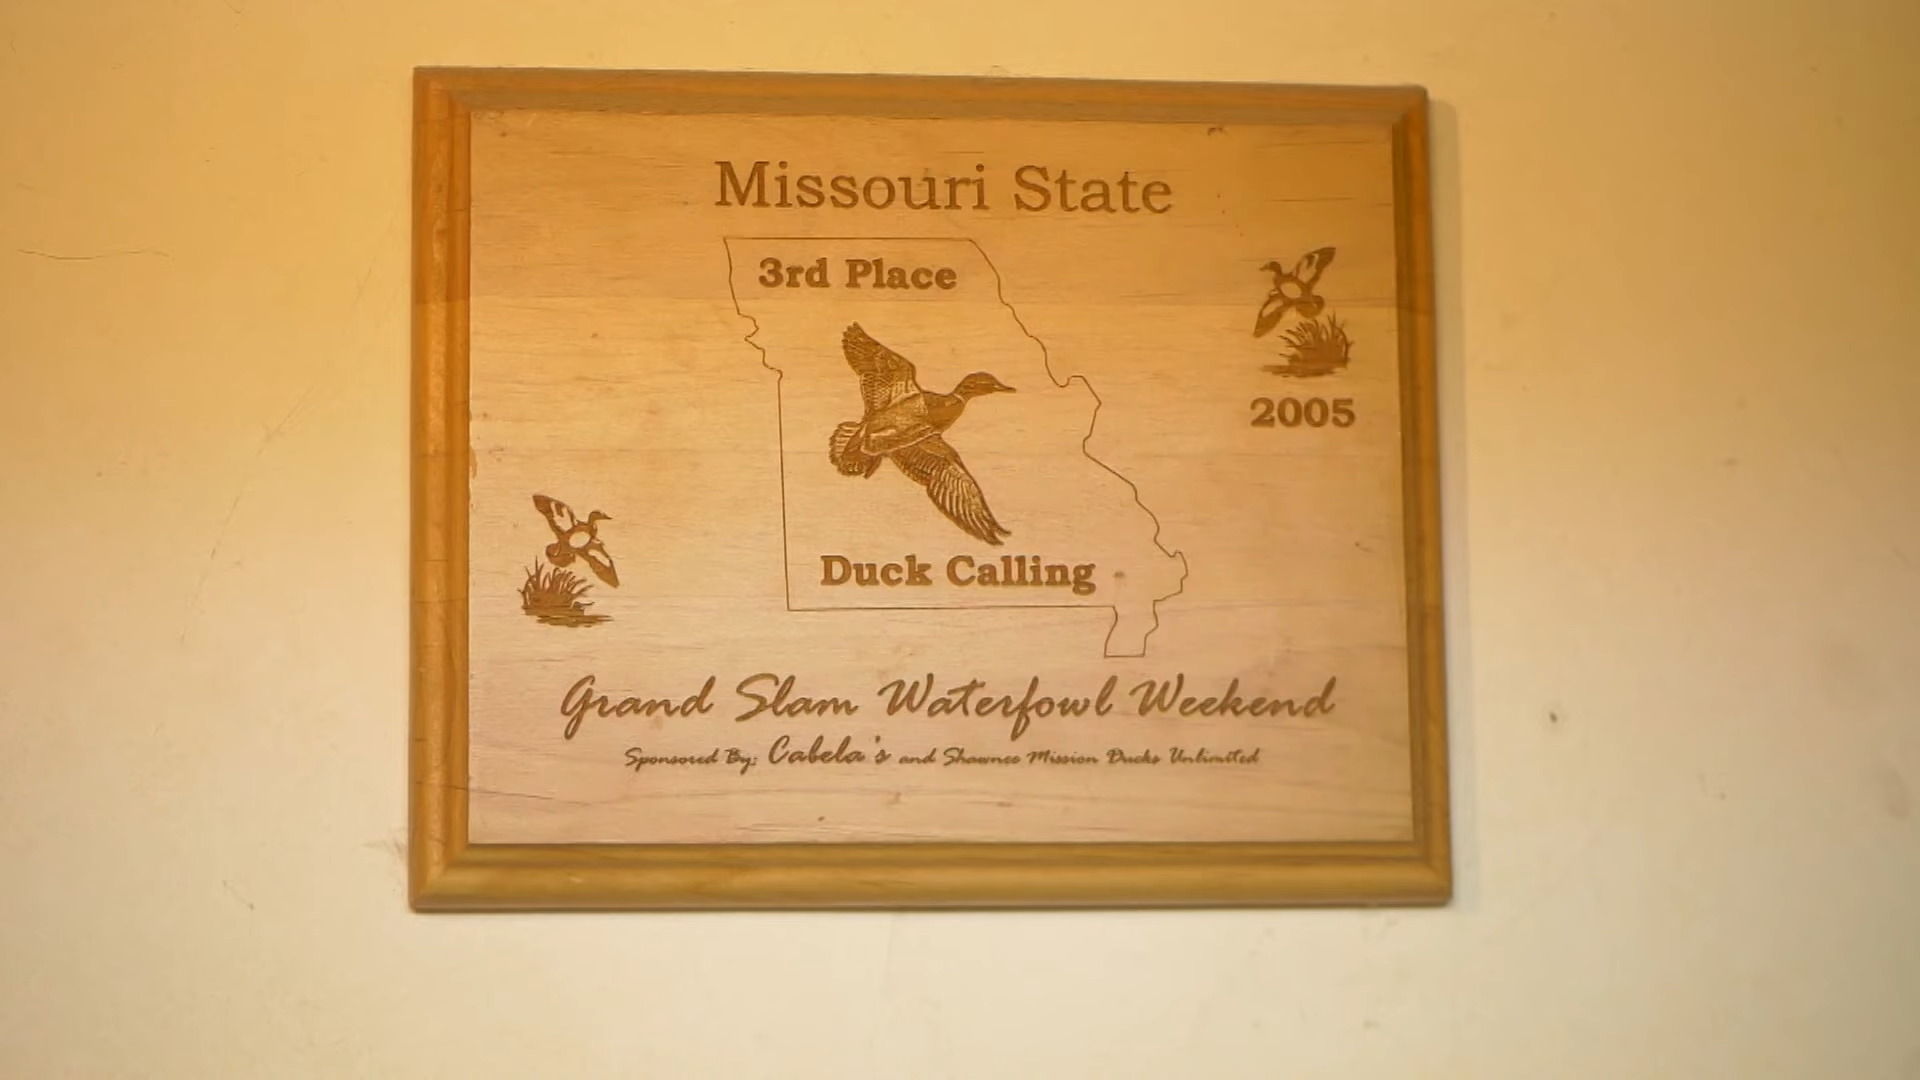 Missouri State
3rd Place
2005
Duck Calling
Grand Slam Waterfowl Weekend
Sponsored By: Cabela's and Shawnee Mission Ducks Unlimited